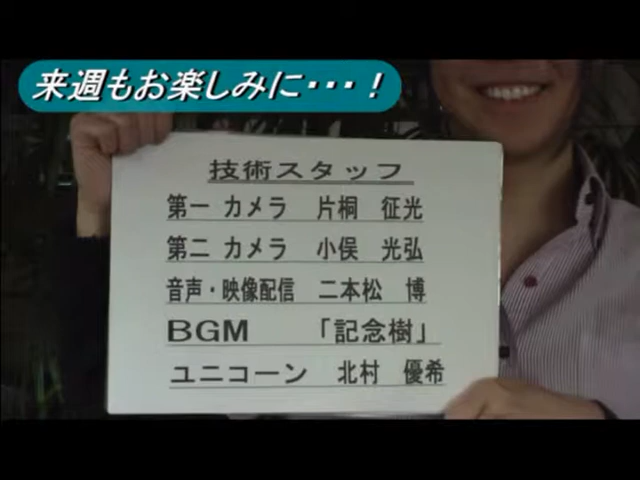 来週もお楽しみに・・・！
技術スタッフ
第一 カメラ 片桐 征光
第二 カメラ 小俣 光弘
音声・映像配信 二本松 博
BGM 「記念樹」
ユニコーン 北村 優希